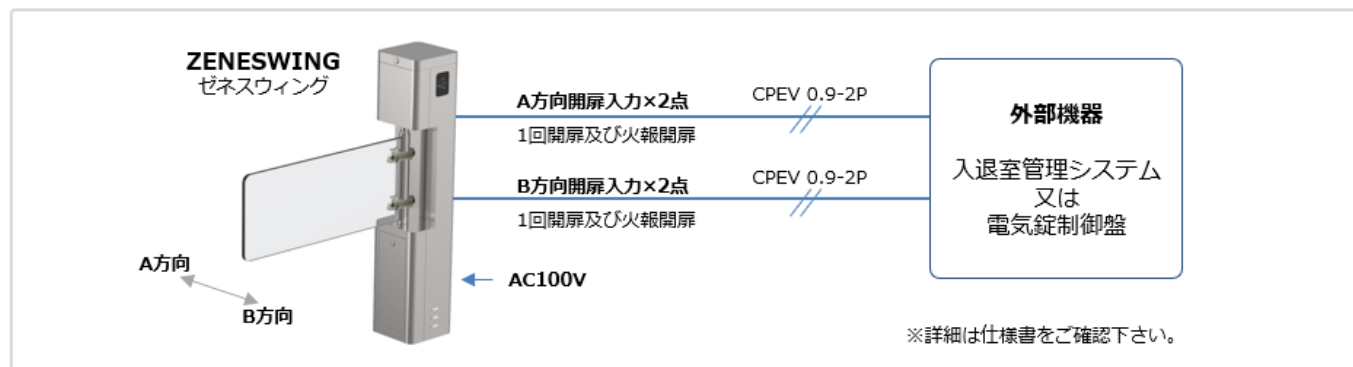 ZENESWING
ゼネスウィング
A方向開扉入力×2点
CPEV 0.9-2P
1回開扉及び火報開扉
B方向開扉入力×2点
CPEV 0.9-2P
1回開扉及び火報開扉
外部機器
入退室管理システム
又は
電気錠制御盤
A方向
B方向
AC100V
※詳細は仕様書をご確認下さい。